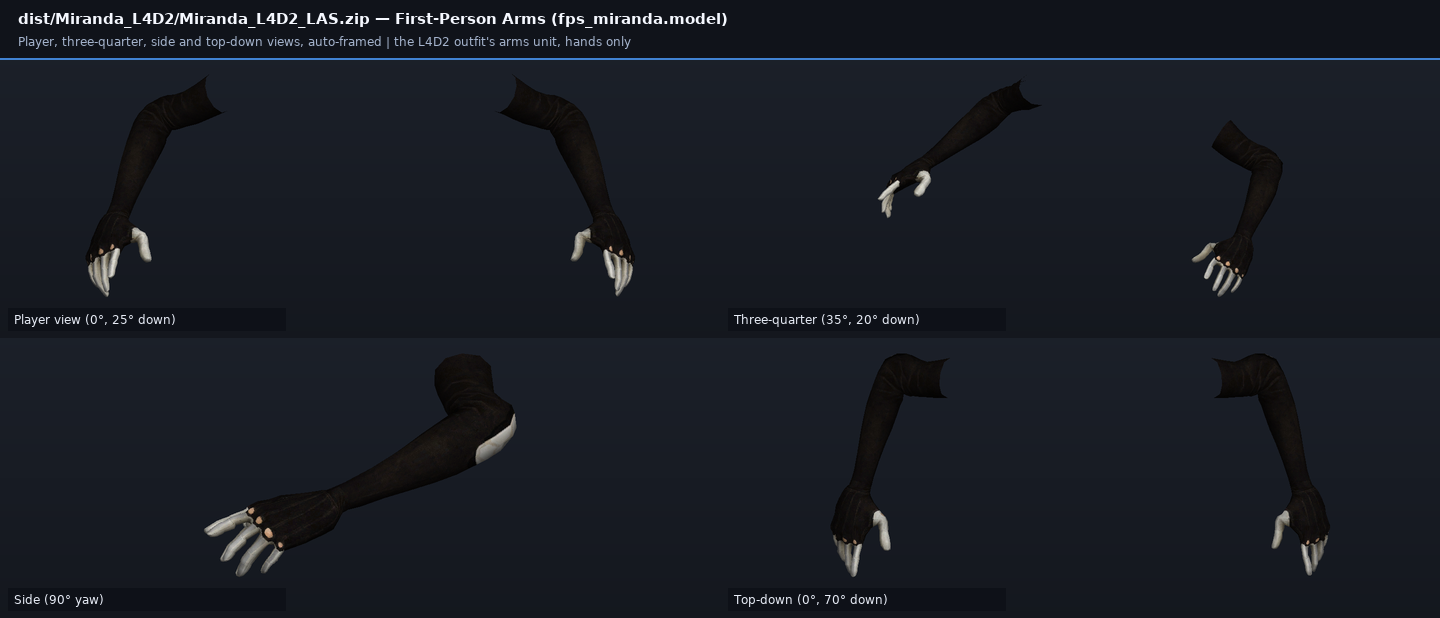 dist/Miranda_L4D2/Miranda_L4D2_LAS.zip — First-Person Arms (fps_miranda.model)
Player, three-quarter, side and top-down views, auto-framed | the L4D2 outfit's arms unit, hands only
Player view (0°, 25° down)
Three-quarter (35°, 20° down)
Side (90° yaw)
Top-down (0°, 70° down)